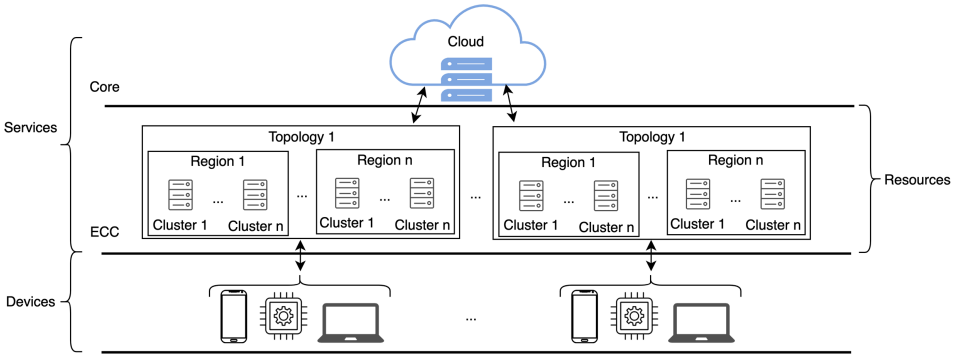 Cloud
Core
Services
Topology 1
Topology 1
Region 1
Region n
Region 1
Region n
Resources
...
...
...
...
...
...
...
Cluster 1
Cluster n
Cluster 1
Cluster n
Cluster 1
Cluster n
Cluster 1
Cluster n
ECC
Devices
...